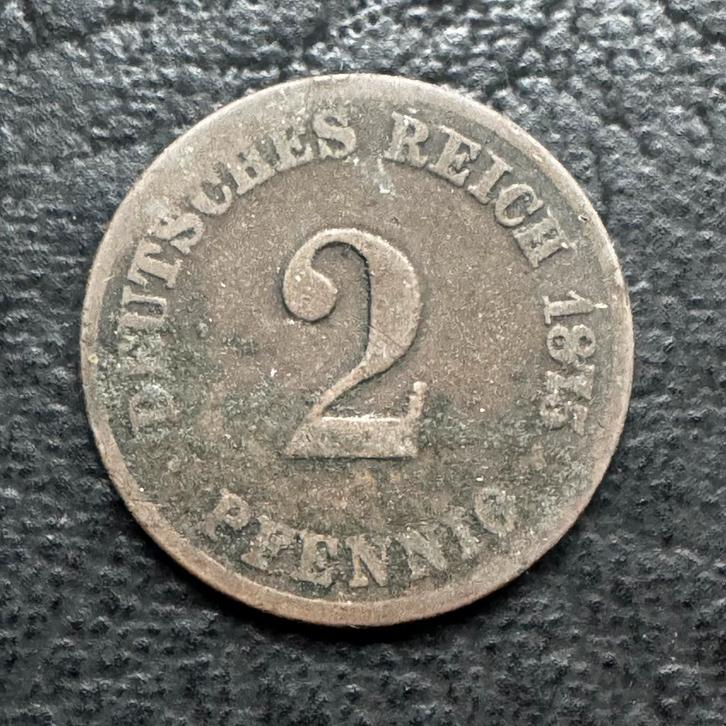 DEUTSCHES REICH 1875
2
PFENNIG